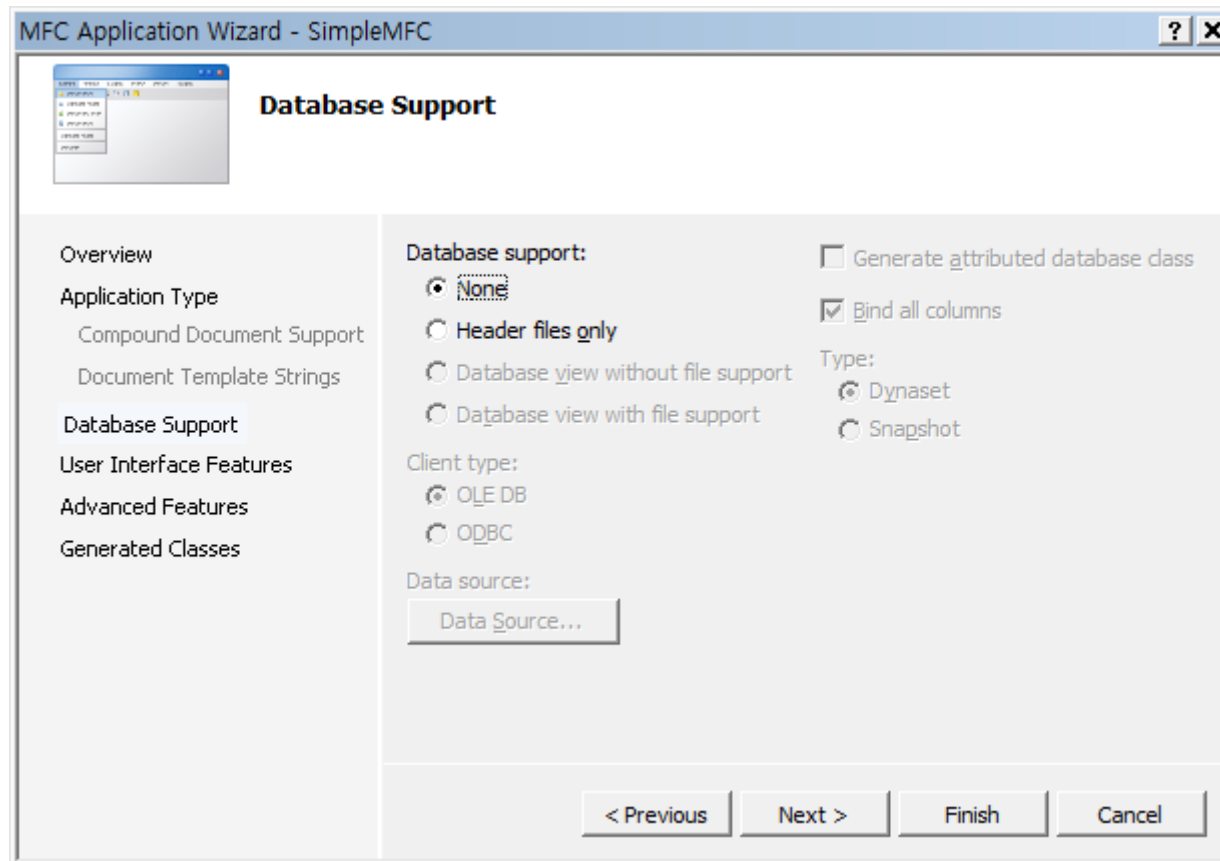 MFC Application Wizard - SimpleMFC
Database Support
Overview
Application Type
Compound Document Support
Document Template Strings
Database Support
User Interface Features
Advanced Features
Generated Classes
Database support:
None
Header files only
Database view without file support
Database view with file support
Client type:
OLE DB
ODBC
Data source:
Data Source...
Generate attributed database class
Bind all columns
Type:
Dynaset
Snapshot
< Previous
Next >
Finish
Cancel